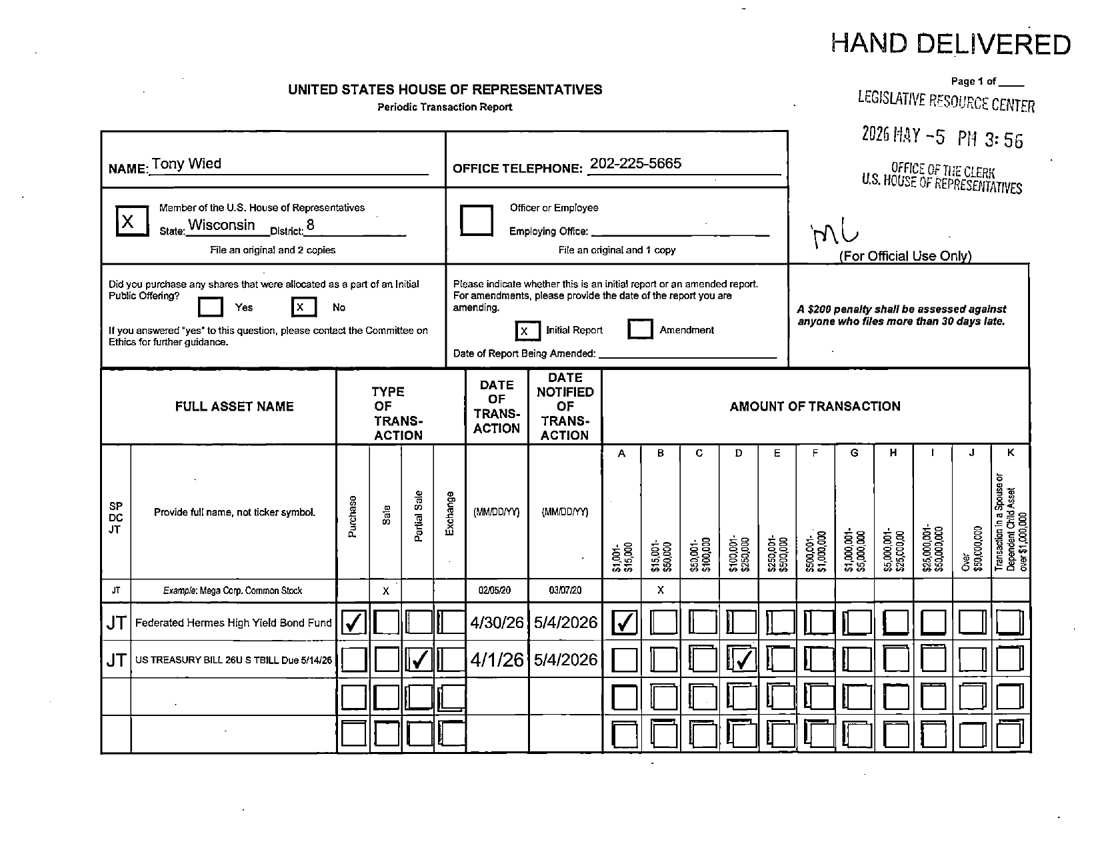 HAND DELIVERED
UNITED STATES HOUSE OF REPRESENTATIVES
Periodic Transaction Report
Page 1 of ____
LEGISLATIVE RESOURCE CENTER
2026 MAY -5 PM 3:56
OFFICE OF THE CLERK
U.S. HOUSE OF REPRESENTATIVES
NAME: Tony Wied
OFFICE TELEPHONE: 202-225-5665
X
Member of the U.S. House of Representatives
State: Wisconsin District: 8
File an original and 2 copies
Officer or Employee
Employing Office:
File an original and 1 copy
(For Official Use Only)
Did you purchase any shares that were allocated as a part of an Initial
Public Offering?
Yes X No
If you answered "yes" to this question, please contact the Committee on
Ethics for further guidance.
Please indicate whether this is an initial report or an amended report.
For amendments, please provide the date of the report you are
amending.
X Initial Report Amendment
Date of Report Being Amended:
A $200 penalty shall be assessed against
anyone who files more than 30 days late.
FULL ASSET NAME
TYPE
OF
TRANS-
ACTION
DATE
OF
TRANS-
ACTION
DATE
NOTIFIED
OF
TRANS-
ACTION
AMOUNT OF TRANSACTION
A B C D E F G H I J K
SP
DC
JT
Provide full name, not ticker symbol.
Purchase
Sale
Partial Sale
Exchange
(MM/DD/YY)
(MM/DD/YY)
$1,001-
$15,000
$15,001-
$50,000
$50,001-
$100,000
$100,001-
$250,000
$250,001-
$500,000
$500,001-
$1,000,000
$1,000,001-
$5,000,000
$5,000,001-
$25,000,00
$25,000,001-
$50,000,000
Over
$50,000,000
Transaction in a Spouse or
Dependent Child Asset
over $1,000,000
JT Example: Mega Corp. Common Stock X 02/05/20 03/07/20 X
JT Federated Hermes High Yield Bond Fund ✓ 4/30/26 5/4/2026 ✓
JT US TREASURY BILL 26U S TBILL Due 5/14/26 ✓ 4/1/26 5/4/2026 ✓